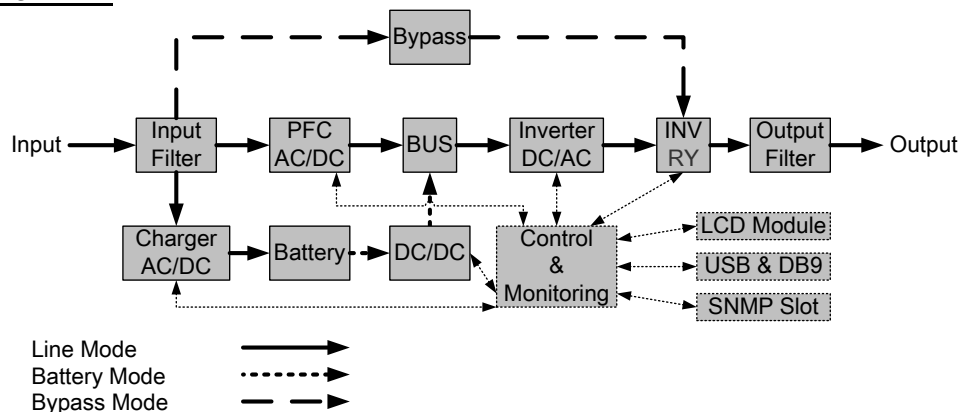 Bypass
Input
Input
Filter
PFC
AC/DC
BUS
Inverter
DC/AC
INV
RY
Output
Filter
Output
Charger
AC/DC
Battery
DC/DC
Control
&
Monitoring
LCD Module
USB & DB9
SNMP Slot
Line Mode
Battery Mode
Bypass Mode